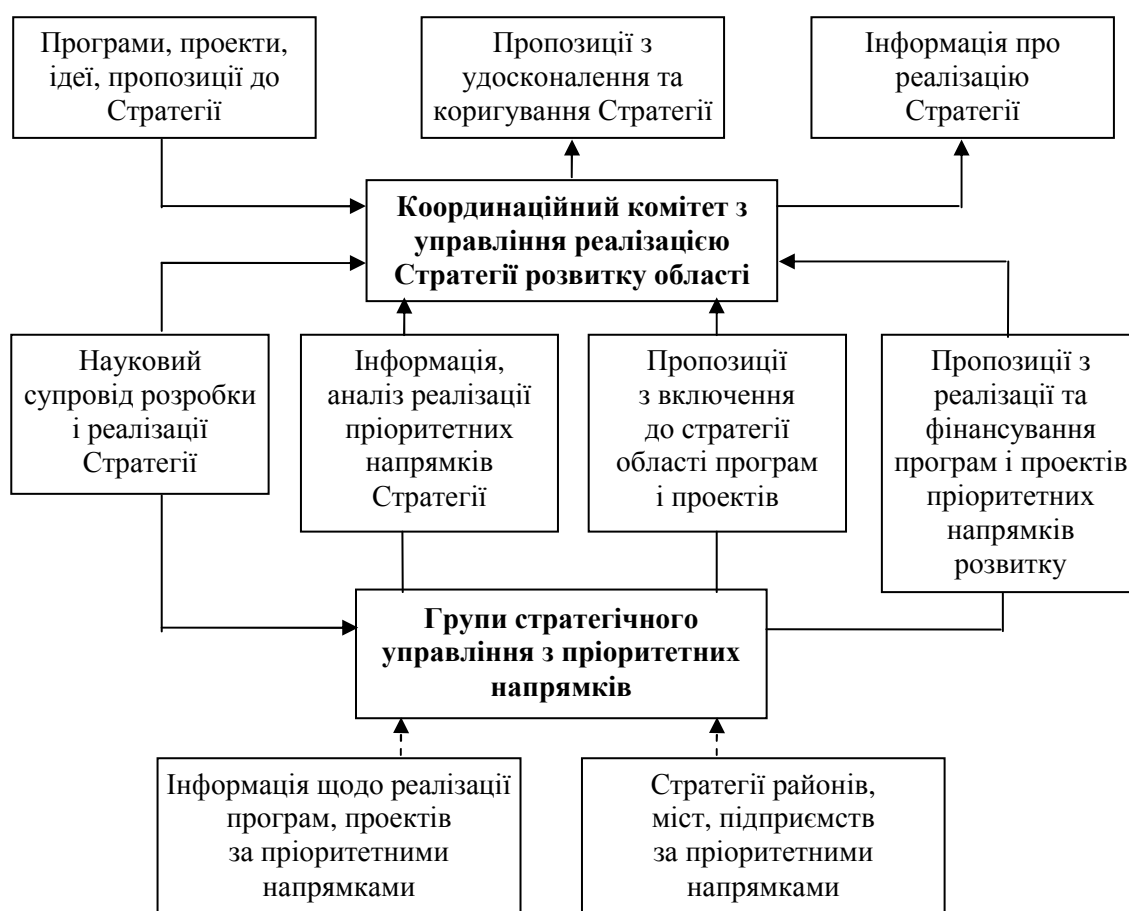 Програми, проекти,
ідеї, пропозиції до
Стратегії
Пропозиції з
удосконалення та
коригування Стратегії
Інформація про
реалізацію
Стратегії
Координаційний комітет з
управління реалізацією
Стратегії розвитку області
Науковий
супровід розробки
і реалізації
Стратегії
Інформація,
аналіз реалізації
пріоритетних
напрямків
Стратегії
Пропозиції
з включення
до стратегії
області програм
і проектів
Пропозиції з
реалізації та
фінансування
програм і проектів
пріоритетних
напрямків
розвитку
Групи стратегічного
управління з пріоритетних
напрямків
Інформація щодо реалізації
програм, проектів
за пріоритетними
напрямками
Стратегії районів,
міст, підприємств
за пріоритетними
напрямками